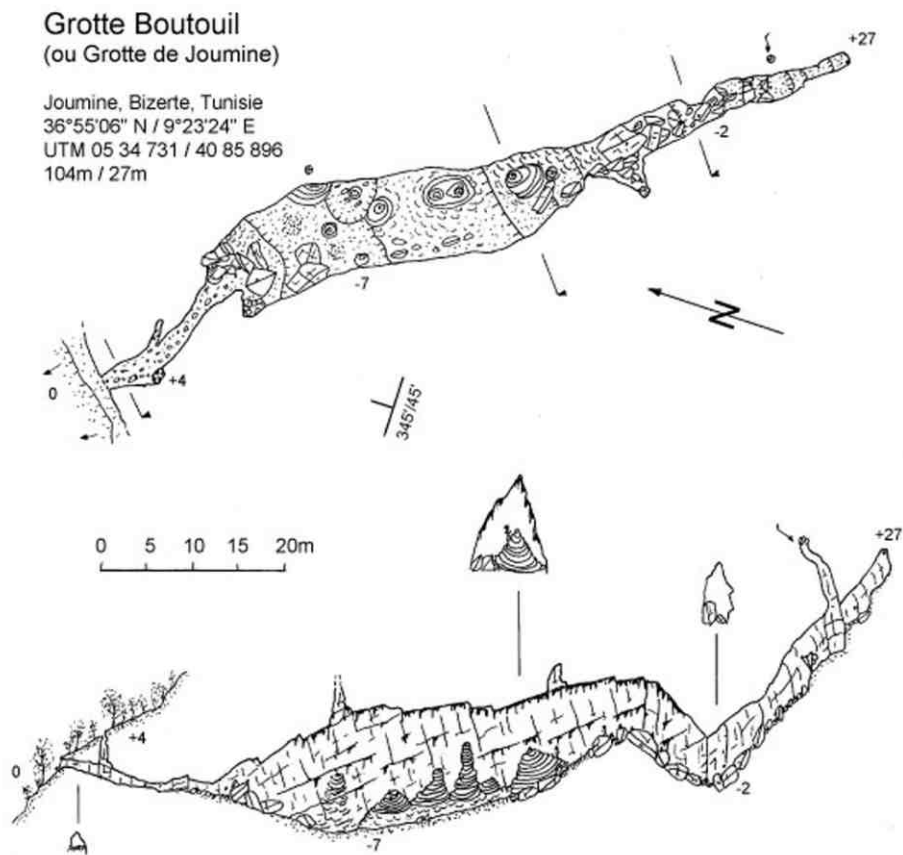 Grotte Boutouil
(ou Grotte de Joumine)
Joumine, Bizerte, Tunisie
36°55'06" N / 9°23'24" E
UTM 05 34 731 / 40 85 896
104m / 27m
+27
-2
-7
N
0
+4
345°/45°
0 5 10 15 20m
+27
+4
0
-2
-7